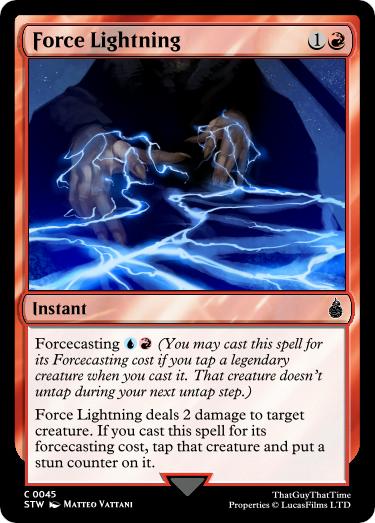 Force Lightning
1
Instant
Forcecasting (You may cast this spell for
its Forcecasting cost if you tap a legendary
creature when you cast it. That creature doesn't
untap during your next untap step.)
Force Lightning deals 2 damage to target
creature. If you cast this spell for its
forcecasting cost, tap that creature and put a
stun counter on it.
C 0045
STW Matteo Vattani
ThatGuyThatTime
Properties © LucasFilms LTD